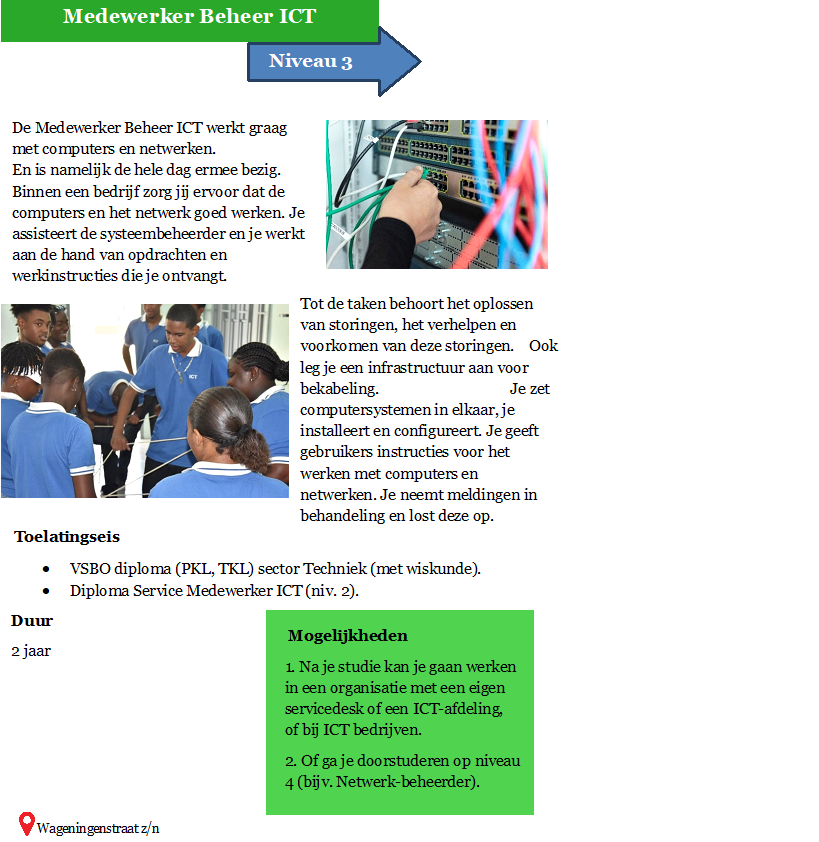 Medewerker Beheer ICT
Niveau 3
De Medewerker Beheer ICT werkt graag
met computers en netwerken.
En is namelijk de hele dag ermee bezig.
Binnen een bedrijf zorg jij ervoor dat de
computers en het netwerk goed werken. Je
assisteert de systeembeheerder en je werkt
aan de hand van opdrachten en
werkinstructies die je ontvangt.
Tot de taken behoort het oplossen
van storingen, het verhelpen en
voorkomen van deze storingen. Ook
leg je een infrastructuur aan voor
bekabeling. Je zet
computersystemen in elkaar, je
installeert en configureert. Je geeft
gebruikers instructies voor het
werken met computers en
netwerken. Je neemt meldingen in
behandeling en lost deze op.
ICT
Toelatingseis
• VSBO diploma (PKL, TKL) sector Techniek (met wiskunde).
• Diploma Service Medewerker ICT (niv. 2).
Duur
2 jaar
Mogelijkheden
1. Na je studie kan je gaan werken
in een organisatie met een eigen
servicedesk of een ICT-afdeling,
of bij ICT bedrijven.
2. Of ga je doorstuderen op niveau
4 (bijv. Netwerk-beheerder).
Wageningenstraat z/n